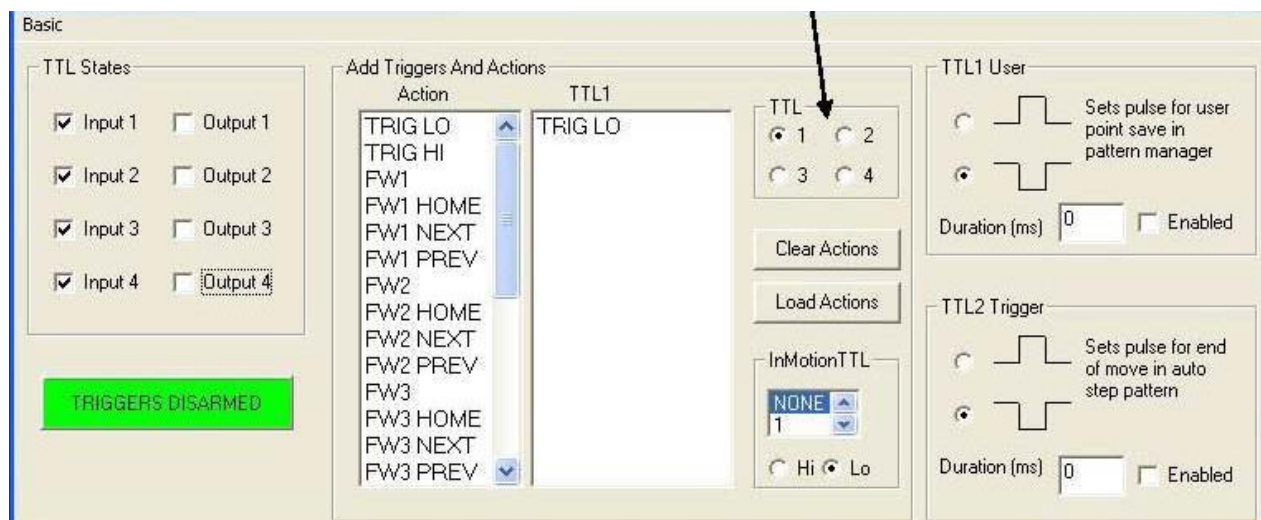 Basic
TTL States
Input 1 Output 1
Input 2 Output 2
Input 3 Output 3
Input 4 Output 4
TRIGGERS DISARMED
Add Triggers And Actions
Action
TRIG LO
TRIG HI
FW1
FW1 HOME
FW1 NEXT
FW1 PREV
FW2
FW2 HOME
FW2 NEXT
FW2 PREV
FW3
FW3 HOME
FW3 NEXT
FW3 PREV
TTL1
TRIG LO
TTL
1 2
3 4
Clear Actions
Load Actions
InMotionTTL
NONE
1
Hi Lo
TTL1 User
Sets pulse for user
point save in
pattern manager
Duration (ms) 0 Enabled
TTL2 Trigger
Sets pulse for end
of move in auto
step pattern
Duration (ms) 0 Enabled